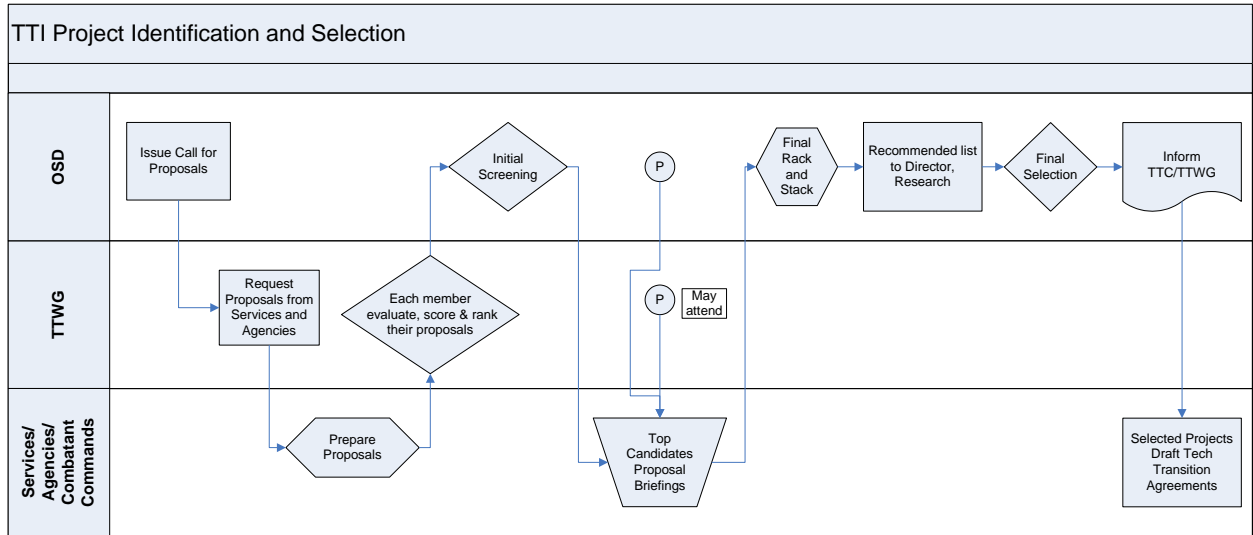 TTI Project Identification and Selection
OSD
Issue Call for
Proposals
Initial
Screening
P
Final
Rack
and
Stack
Recommended list
to Director,
Research
Final
Selection
Inform
TTC/TTWG
TTWG
Request
Proposals from
Services and
Agencies
Each member
evaluate, score & rank
their proposals
P
May
attend
Services/
Agencies/
Combatant
Commands
Prepare
Proposals
Top
Candidates
Proposal
Briefings
Selected Projects
Draft Tech
Transition
Agreements